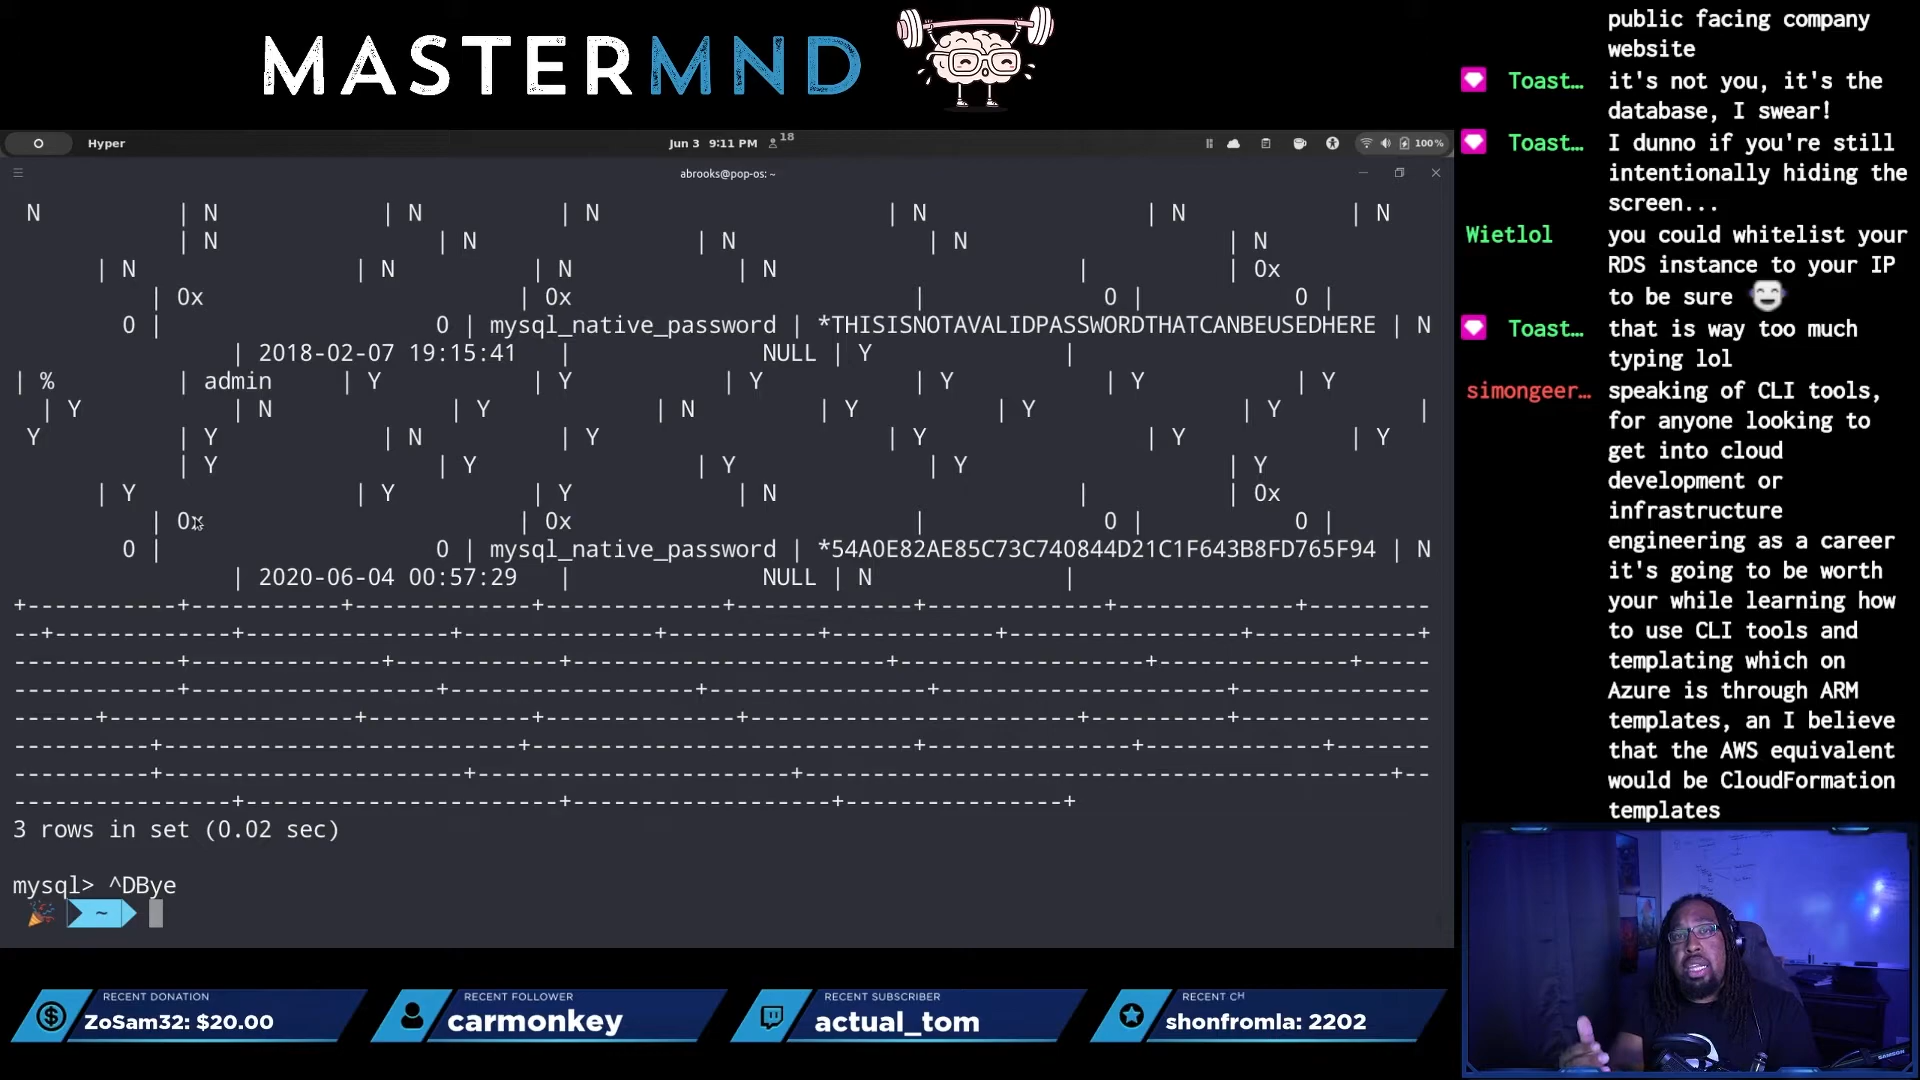 MASTERMND
Hyper
Jun 3 9:11 PM
18
100%
abrooks@pop-os: ~
N | N | N | N | N | N | N
| N | N | N | N | N
| N | N | N | N | | 0x
| 0x | 0x | 0 | 0 |
0 | 0 | mysql_native_password | *THISISNOTAVALIDPASSWORDTHATCANBEUSEDHERE | N
| 2018-02-07 19:15:41 | NULL | Y |
| % | admin | Y | Y | Y | Y | Y | Y
| Y | N | Y | N | Y | Y | Y |
Y | Y | N | Y | Y | Y | Y
| Y | Y | Y | Y | Y
| Y | Y | Y | N | | 0x
| 0x | 0x | 0 | 0 |
0 | 0 | mysql_native_password | *54A0E82AE85C73C740844D21C1F643B8FD765F94 | N
| 2020-06-04 00:57:29 | NULL | N |
3 rows in set (0.02 sec)
mysql> ^DBye
~
public facing company
website
Toast… it's not you, it's the
database, I swear!
Toast… I dunno if you're still
intentionally hiding the
screen...
Wietlol you could whitelist your
RDS instance to your IP
to be sure
Toast… that is way too much
typing lol
simongeer… speaking of CLI tools,
for anyone looking to
get into cloud
development or
infrastructure
engineering as a career
it's going to be worth
your while learning how
to use CLI tools and
templating which on
Azure is through ARM
templates, an I believe
that the AWS equivalent
would be CloudFormation
templates
RECENT DONATION
ZoSam32: $20.00
RECENT FOLLOWER
carmonkey
RECENT SUBSCRIBER
actual_tom
RECENT CH
shonfromla: 2202
SAMSON